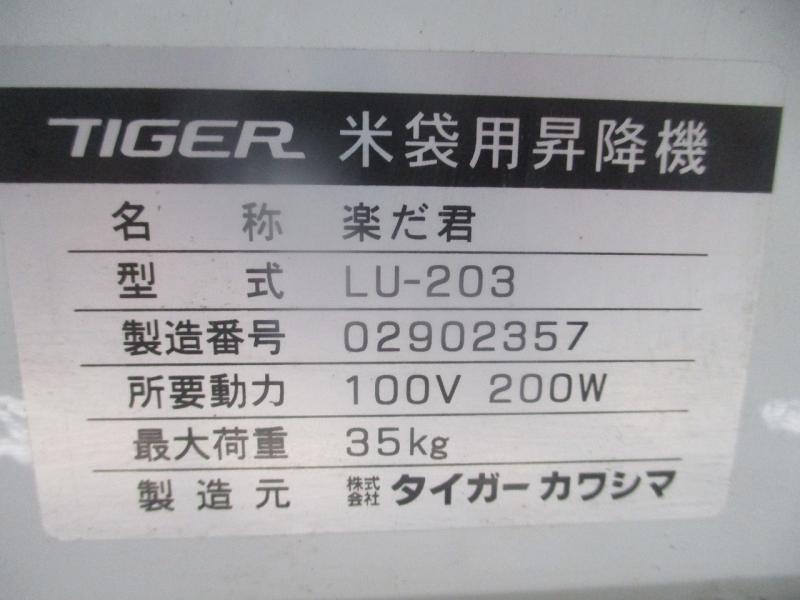 TIGER 米袋用昇降機
名 称 楽だ君
型 式 LU-203
製造番号 02902357
所要動力 100V 200W
最大荷重 35kg
製造元 株式会社 タイガーカワシマ